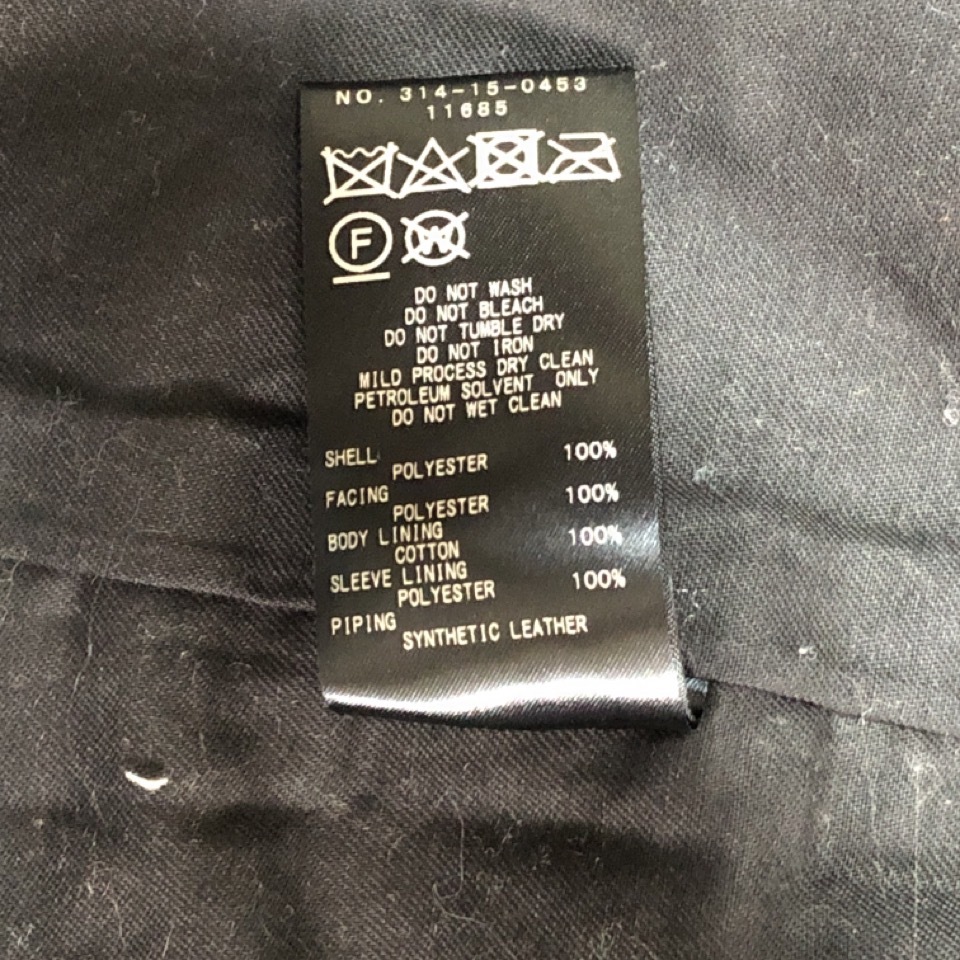 NO. 314-15-0453
11685
F W
DO NOT WASH
DO NOT BLEACH
DO NOT TUMBLE DRY
DO NOT IRON
MILD PROCESS DRY CLEAN
PETROLEUM SOLVENT ONLY
DO NOT WET CLEAN
SHELL
POLYESTER 100%
FACING
POLYESTER 100%
BODY LINING
COTTON 100%
SLEEVE LINING
POLYESTER 100%
PIPING
SYNTHETIC LEATHER